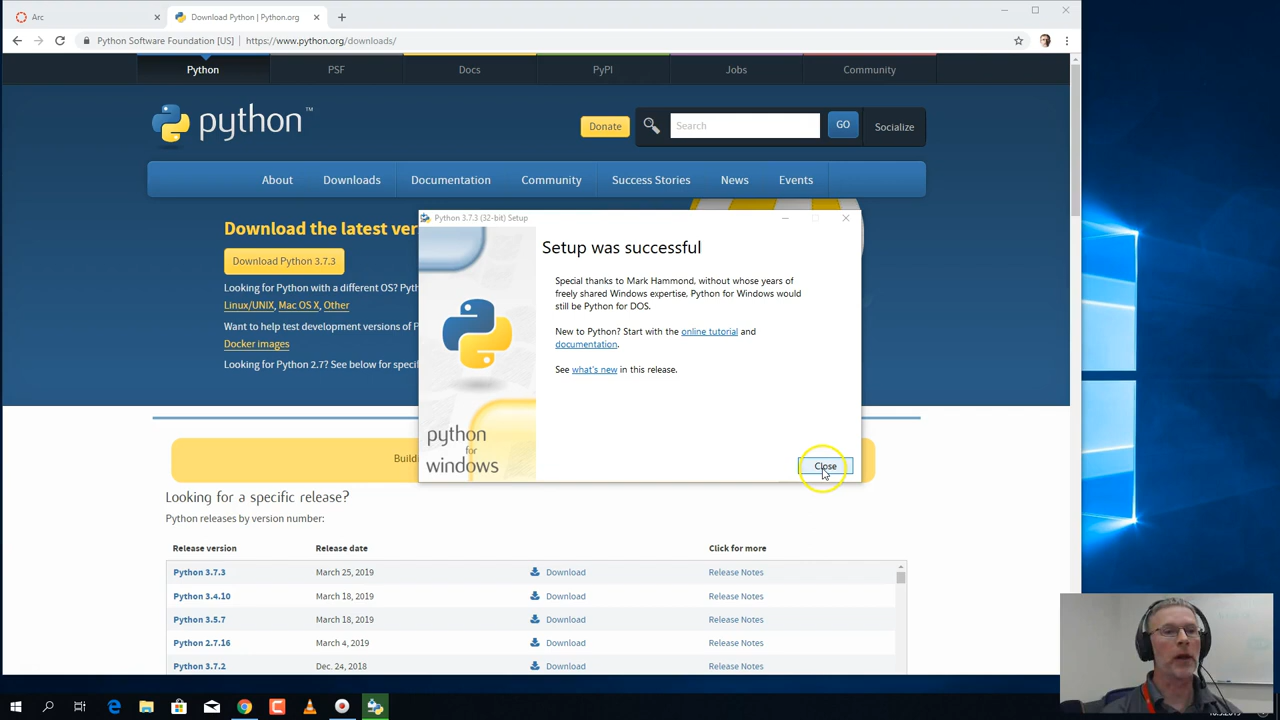 Arc
Download Python | Python.org
Python Software Foundation [US] | https://www.python.org/downloads/
Python PSF Docs PyPI Jobs Community
python™
Donate Search GO Socialize
About Downloads Documentation Community Success Stories News Events
Download the latest ver
Download Python 3.7.3
Looking for Python with a different OS? Pyth
Linux/UNIX, Mac OS X, Other
Want to help test development versions of P
Docker images
Looking for Python 2.7? See below for specif
Python 3.7.3 (32-bit) Setup
Setup was successful
Special thanks to Mark Hammond, without whose years of
freely shared Windows expertise, Python for Windows would
still be Python for DOS.
New to Python? Start with the online tutorial and
documentation.
See what's new in this release.
python
for
windows
Close
Build
Looking for a specific release?
Python releases by version number:
Release version Release date Click for more
Python 3.7.3 March 25, 2019 Download Release Notes
Python 3.4.10 March 18, 2019 Download Release Notes
Python 3.5.7 March 18, 2019 Download Release Notes
Python 2.7.16 March 4, 2019 Download Release Notes
Python 3.7.2 Dec. 24, 2018 Download Release Notes